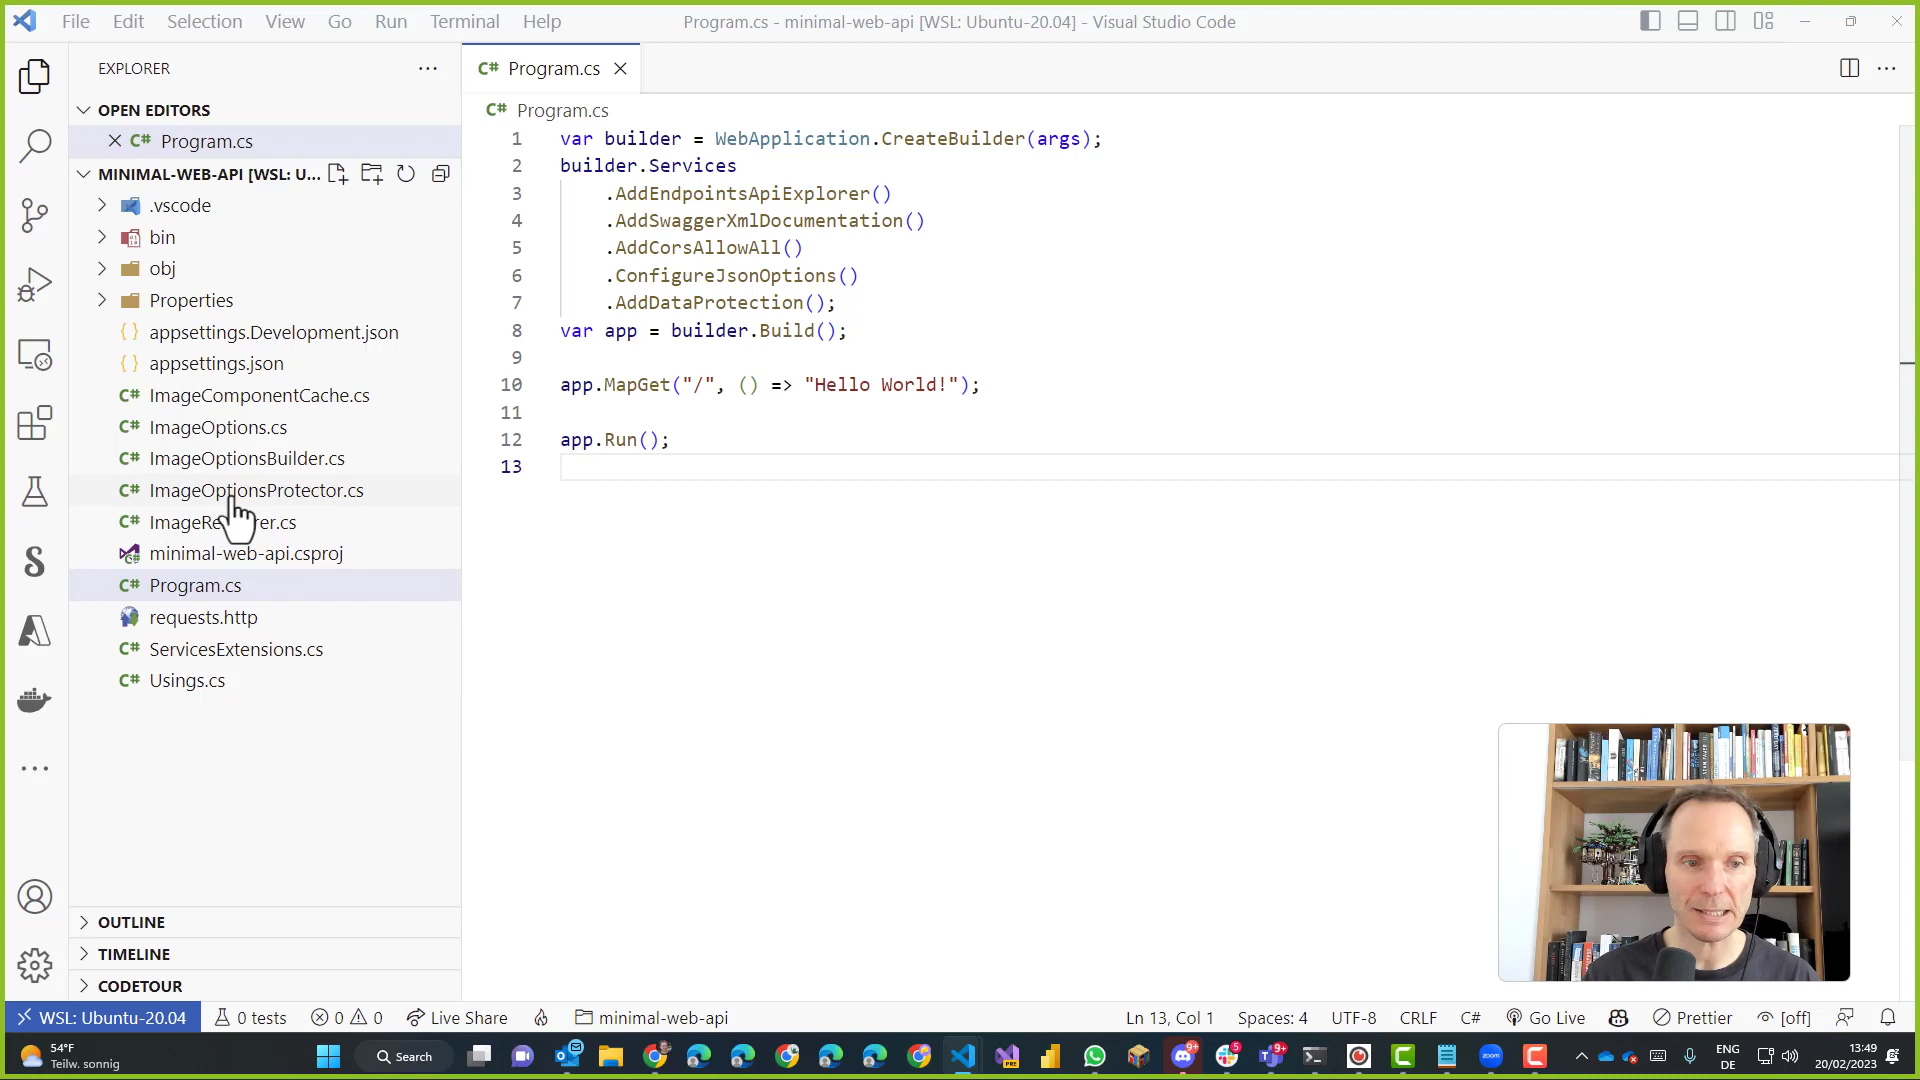 File Edit Selection View Go Run Terminal Help
Program.cs - minimal-web-api [WSL: Ubuntu-20.04] - Visual Studio Code
EXPLORER
OPEN EDITORS
C# Program.cs
MINIMAL-WEB-API [WSL: U...
.vscode
bin
obj
Properties
{ } appsettings.Development.json
{ } appsettings.json
C# ImageComponentCache.cs
C# ImageOptions.cs
C# ImageOptionsBuilder.cs
C# ImageOptionsProtector.cs
C# ImageRe rer.cs
minimal-web-api.csproj
C# Program.cs
requests.http
C# ServicesExtensions.cs
C# Usings.cs
OUTLINE
TIMELINE
CODETOUR
C# Program.cs
C# Program.cs
1 var builder = WebApplication.CreateBuilder(args);
2 builder.Services
3 .AddEndpointsApiExplorer()
4 .AddSwaggerXmlDocumentation()
5 .AddCorsAllowAll()
6 .ConfigureJsonOptions()
7 .AddDataProtection();
8 var app = builder.Build();
9
10 app.MapGet("/", () => "Hello World!");
11
12 app.Run();
13
WSL: Ubuntu-20.04 0 tests 0 0 Live Share minimal-web-api Ln 13, Col 1 Spaces: 4 UTF-8 CRLF C# Go Live Prettier [off]
54°F
Teilw. sonnig
Search
ENG
DE
13:49
20/02/2023